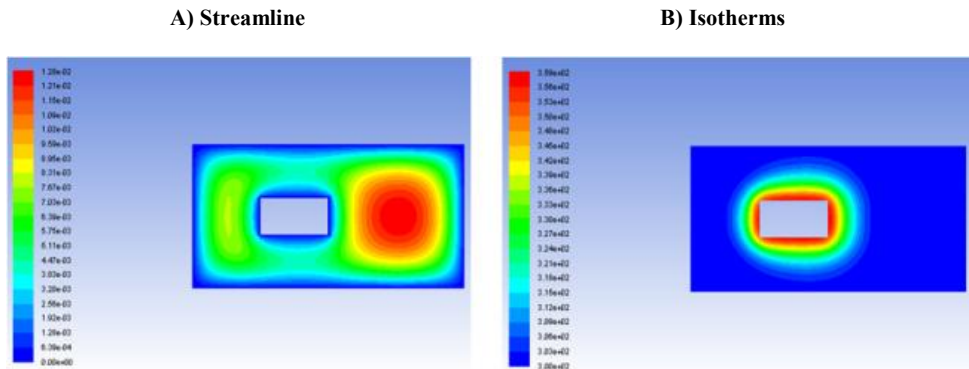 A) Streamline
B) Isotherms
1.28e-02
1.21e-02
1.15e-02
1.09e-02
1.02e-02
9.59e-03
8.95e-03
8.31e-03
7.67e-03
7.03e-03
6.39e-03
5.75e-03
5.11e-03
4.47e-03
3.83e-03
3.20e-03
2.56e-03
1.92e-03
1.28e-03
6.39e-04
0.00e+00
3.59e+02
3.56e+02
3.53e+02
3.50e+02
3.48e+02
3.45e+02
3.42e+02
3.39e+02
3.36e+02
3.33e+02
3.30e+02
3.27e+02
3.24e+02
3.21e+02
3.18e+02
3.15e+02
3.12e+02
3.09e+02
3.06e+02
3.03e+02
3.00e+02